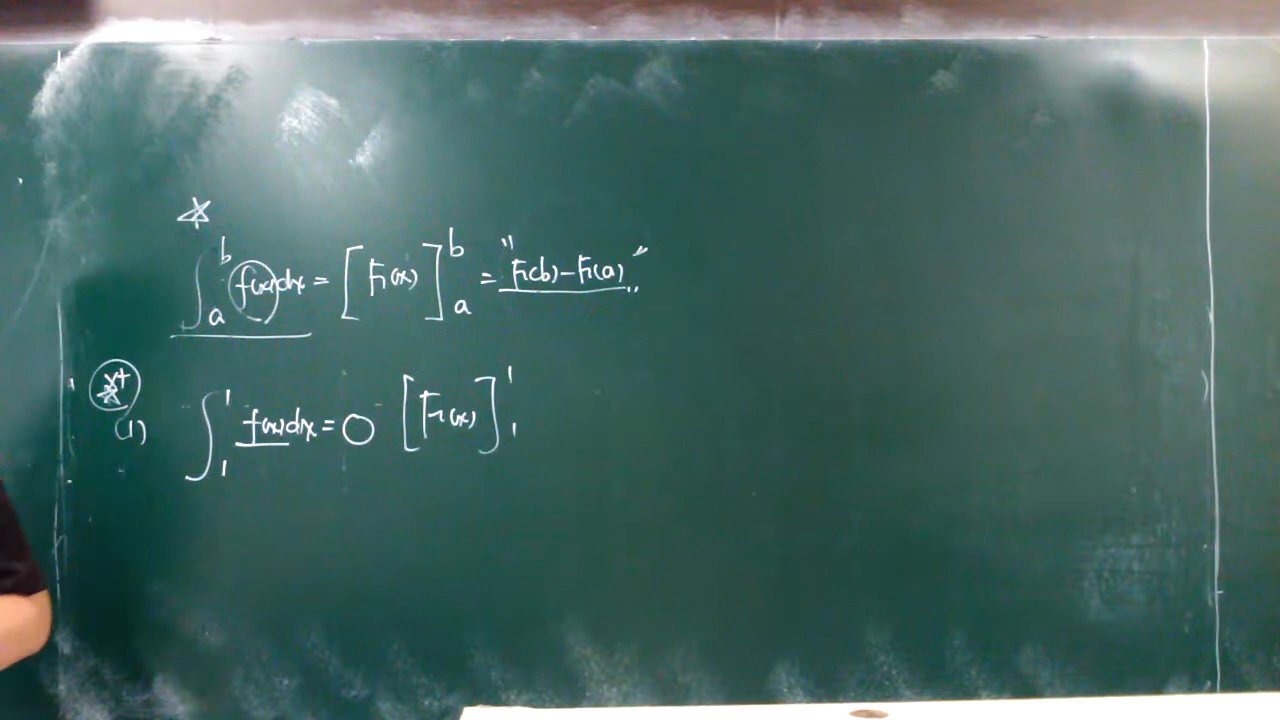 ☆
∫_a^b f(x)dx = [F(x)]_a^b = "F(b)-F(a)"
(1) ∫_1^1 f(x)dx = 0 [F(x)]_1^1